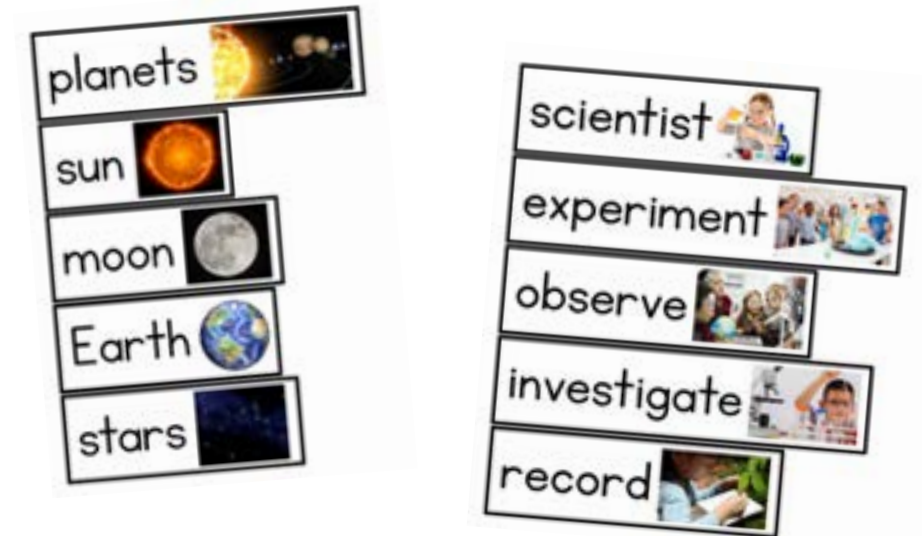 planets
sun
moon
Earth
stars
scientist
experiment
observe
investigate
record